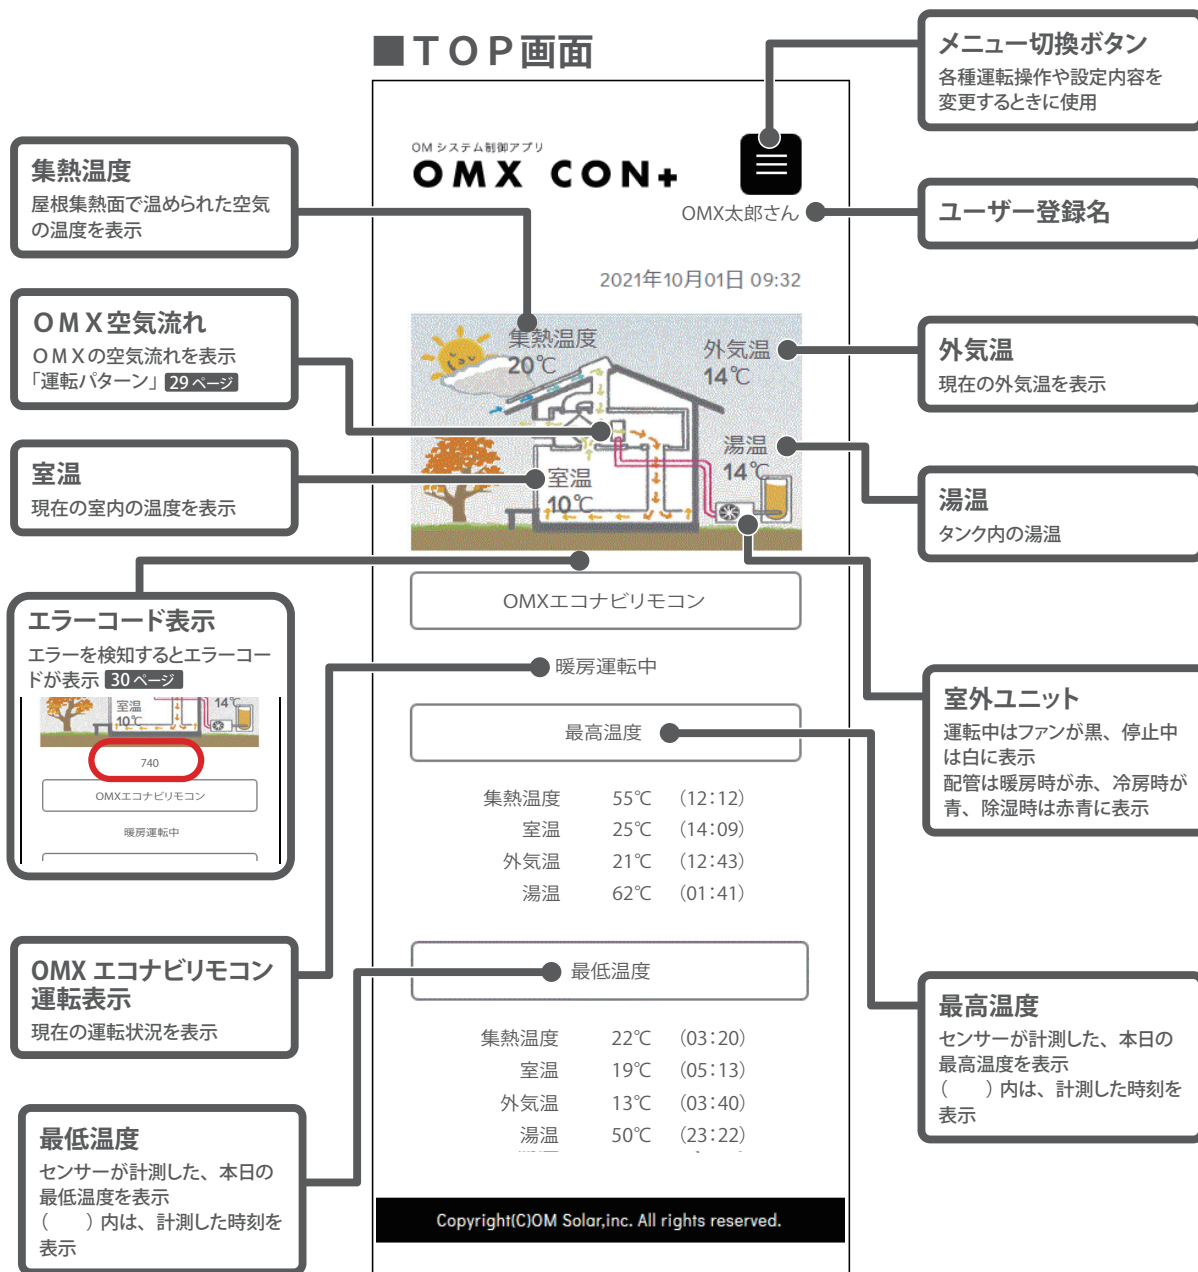 ■ＴＯＰ画面
メニュー切換ボタン
各種運転操作や設定内容を
変更するときに使用
集熱温度
屋根集熱面で温められた空気
の温度を表示
OMシステム制御アプリ
OMX CON+
OMX太郎さん
ユーザー登録名
2021年10月01日 09:32
ＯＭＸ空気流れ
ＯＭＸの空気流れを表示
「運転パターン」 29ページ
集熱温度
20℃
外気温
14℃
外気温
現在の外気温を表示
室温
現在の室内の温度を表示
湯温
14℃
室温
10℃
湯温
タンク内の湯温
エラーコード表示
エラーを検知するとエラーコー
ドが表示 30ページ
室温
10℃
14℃
740
OMXエコナビリモコン
暖房運転中
OMXエコナビリモコン
暖房運転中
室外ユニット
運転中はファンが黒、停止中
は白に表示
配管は暖房時が赤、冷房時が
青、除湿時は赤青に表示
最高温度
集熱温度 55℃ (12:12)
室温 25℃ (14:09)
外気温 21℃ (12:43)
湯温 62℃ (01:41)
OMX エコナビリモコン
運転表示
現在の運転状況を表示
最低温度
集熱温度 22℃ (03:20)
室温 19℃ (05:13)
外気温 13℃ (03:40)
湯温 50℃ (23:22)
最高温度
センサーが計測した、本日の
最高温度を表示
(　　)内は、計測した時刻を
表示
最低温度
センサーが計測した、本日の
最低温度を表示
(　　)内は、計測した時刻を
表示
Copyright(C)OM Solar,inc. All rights reserved.